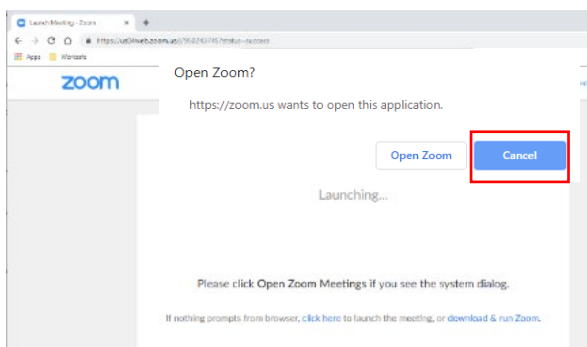 Launch Meeting - Zoom
Apps
zoom
Open Zoom?
https://zoom.us wants to open this application.
Open Zoom
Cancel
Launching...
Please click Open Zoom Meetings if you see the system dialog.
If nothing prompts from browser, click here to launch the meeting, or download & run Zoom.